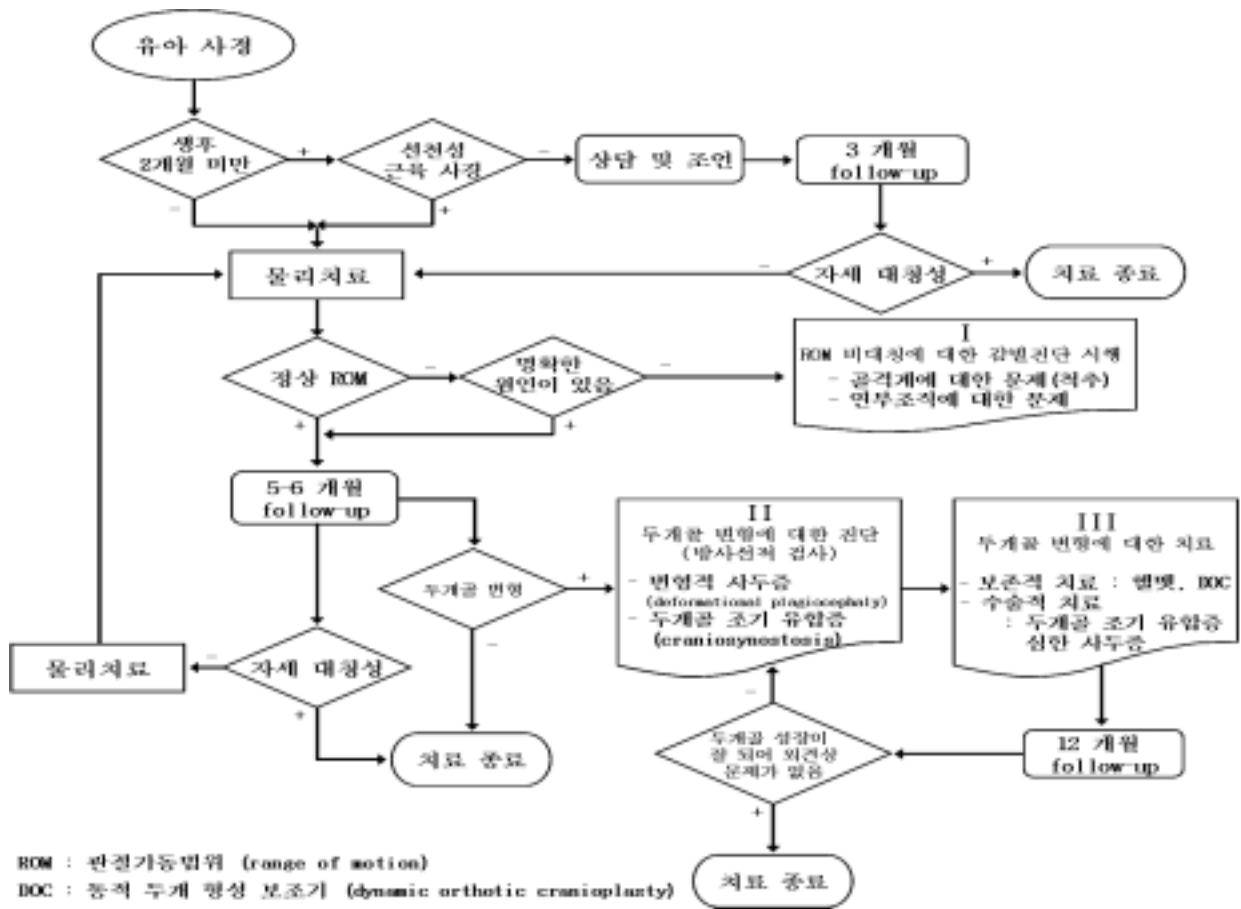 유아 사경
생후
2개월 미만
+
선천성
근육 사경
-
상담 및 조언
3 개월
follow-up
-
+
물리치료
-
자세 대칭성
+
치료 종료
정상 ROM
-
명확한
원인이 있음
-
I
ROM 비대칭에 대한 감별진단 시행
- 골격계에 대한 문제(척추)
- 연부조직에 대한 문제
+
+
5-6 개월
follow-up
두개골 변형
+
-
II
두개골 변형에 대한 진단
(방사선적 검사)
- 변형적 사두증
(deformational plagiocephaly)
- 두개골 조기 유합증
(craniosynostosis)
III
두개골 변형에 대한 치료
- 보존적 치료 : 헬멧, DOC
- 수술적 치료
: 두개골 조기 유합증
심한 사두증
물리치료
-
자세 대칭성
+
치료 종료
-
두개골 성장이
잘 되어 외견상
문제가 없음
+
12 개월
follow-up
치료 종료
ROM : 관절가동범위 (range of motion)
DOC : 동적 두개 형성 보조기 (dynamic orthotic cranioplasty)